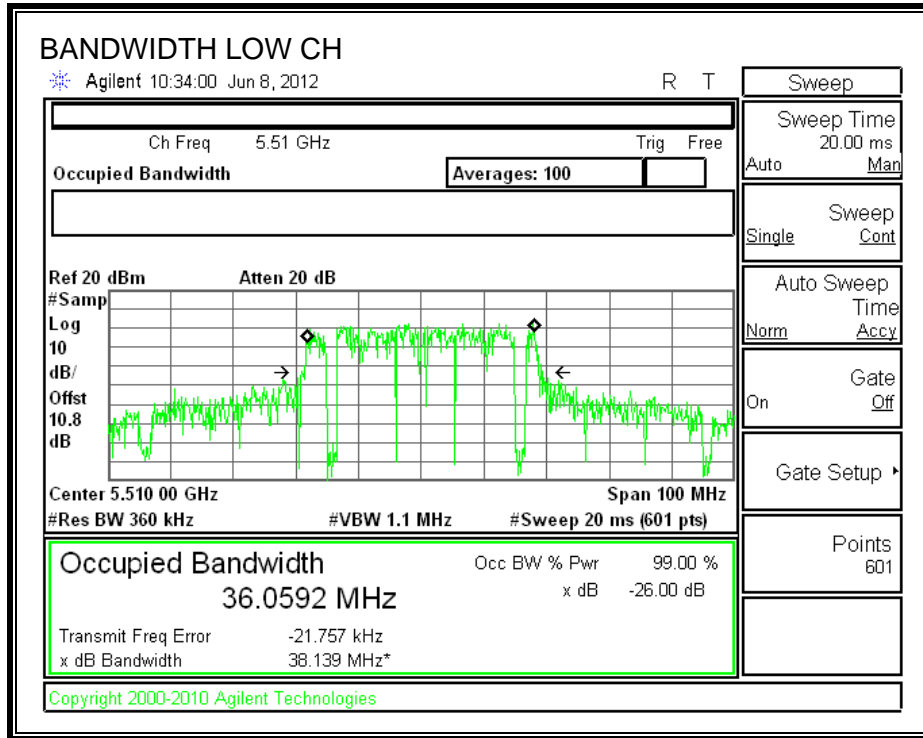 BANDWIDTH LOW CH
Agilent 10:34:00 Jun 8, 2012 R T
Ch Freq 5.51 GHz Trig Free
Occupied Bandwidth Averages: 100
Ref 20 dBm Atten 20 dB
#Samp
Log
10
dB/
Offst
10.8
dB
Center 5.510 00 GHz Span 100 MHz
#Res BW 360 kHz #VBW 1.1 MHz #Sweep 20 ms (601 pts)
Occupied Bandwidth Occ BW % Pwr 99.00 %
36.0592 MHz x dB -26.00 dB
Transmit Freq Error -21.757 kHz
x dB Bandwidth 38.139 MHz*
Copyright 2000-2010 Agilent Technologies
Sweep
Sweep Time
20.00 ms
Auto Man
Sweep
Single Cont
Auto Sweep
Time
Norm Accy
Gate
On Off
Gate Setup
Points
601